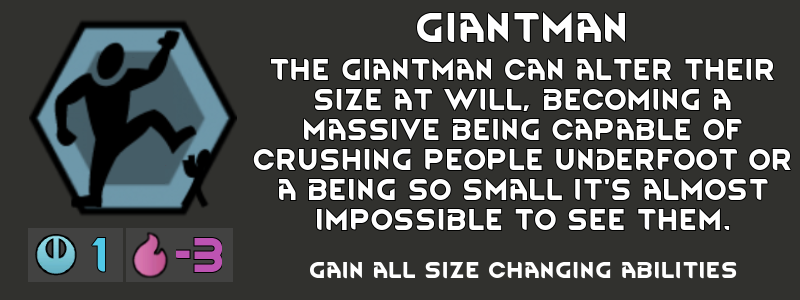 GIANTMAN
THE GIANTMAN CAN ALTER THEIR
SIZE AT WILL, BECOMING A
MASSIVE BEING CAPABLE OF
CRUSHING PEOPLE UNDERFOOT OR
A BEING SO SMALL IT'S ALMOST
IMPOSSIBLE TO SEE THEM.
1 -3
GAIN ALL SIZE CHANGING ABILITIES